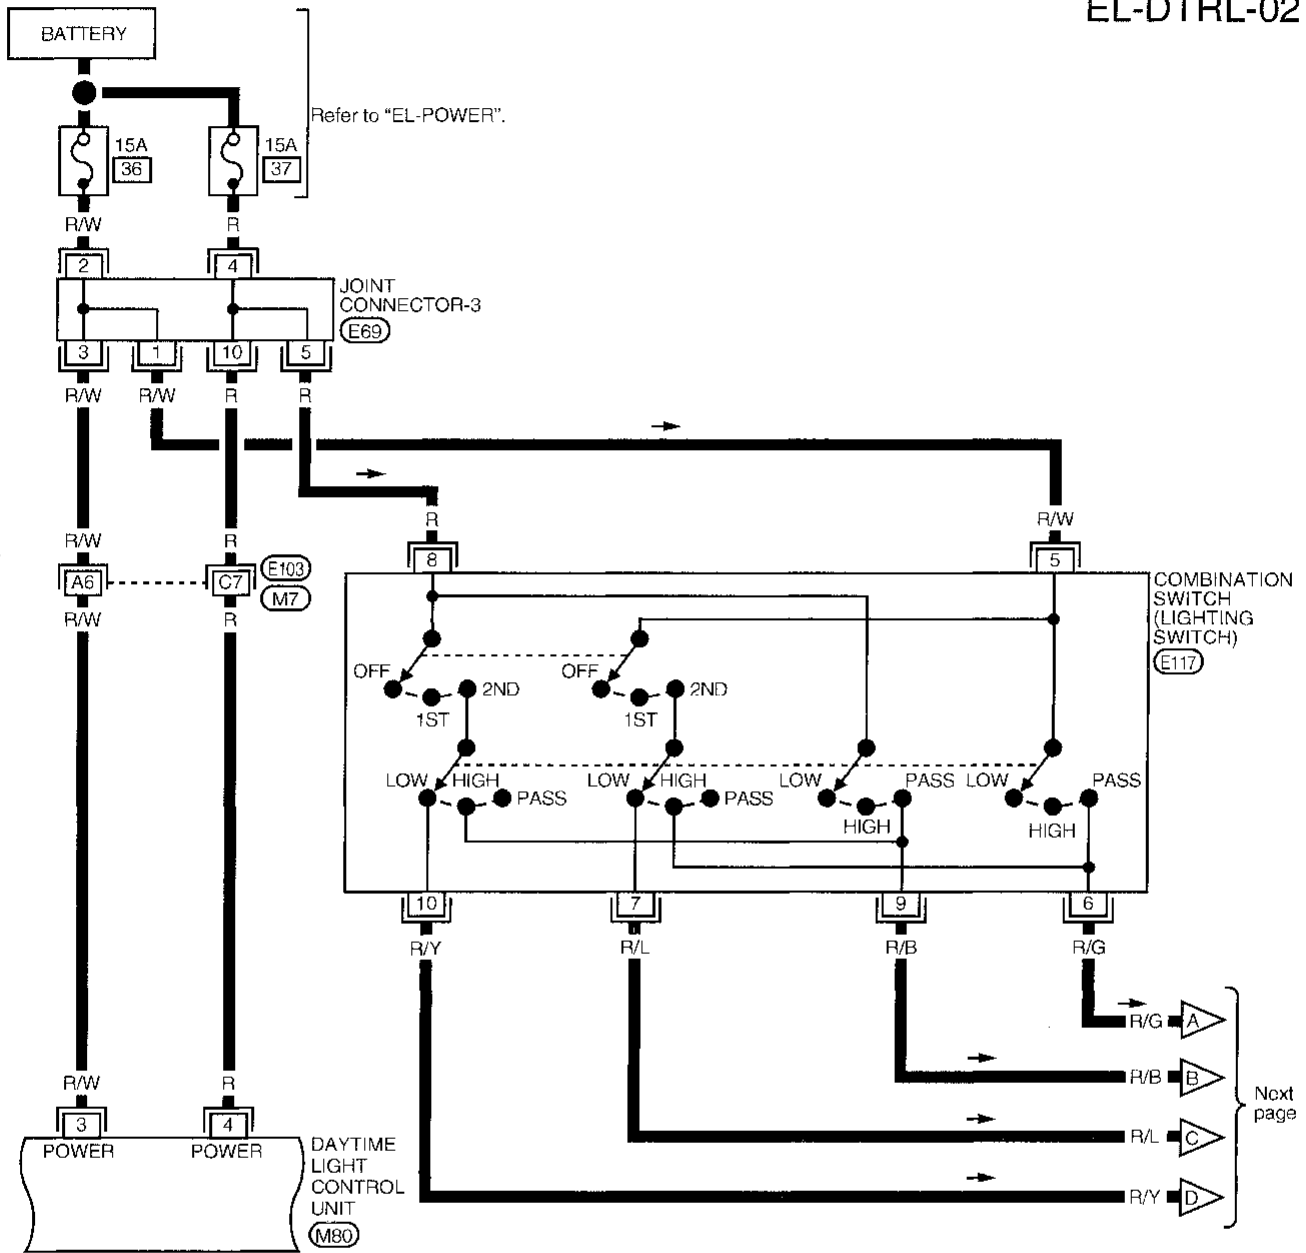 EL-DTRL-02
BATTERY
Refer to "EL-POWER".
15A
36
15A
37
R/W
R
2
4
JOINT
CONNECTOR-3
E69
3
1
10
5
R/W
R/W
R
R
R
R/W
R/W
R
8
5
A6
C7
E103
M7
R/W
R
COMBINATION
SWITCH
(LIGHTING
SWITCH)
E117
OFF
2ND
1ST
OFF
2ND
1ST
LOW
HIGH
PASS
LOW
HIGH
PASS
LOW
PASS
HIGH
LOW
PASS
HIGH
10
7
9
6
R/Y
R/L
R/B
R/G
R/G
A
R/B
B
R/L
C
R/Y
D
Next
page
R/W
R
3
4
POWER
POWER
DAYTIME
LIGHT
CONTROL
UNIT
M80